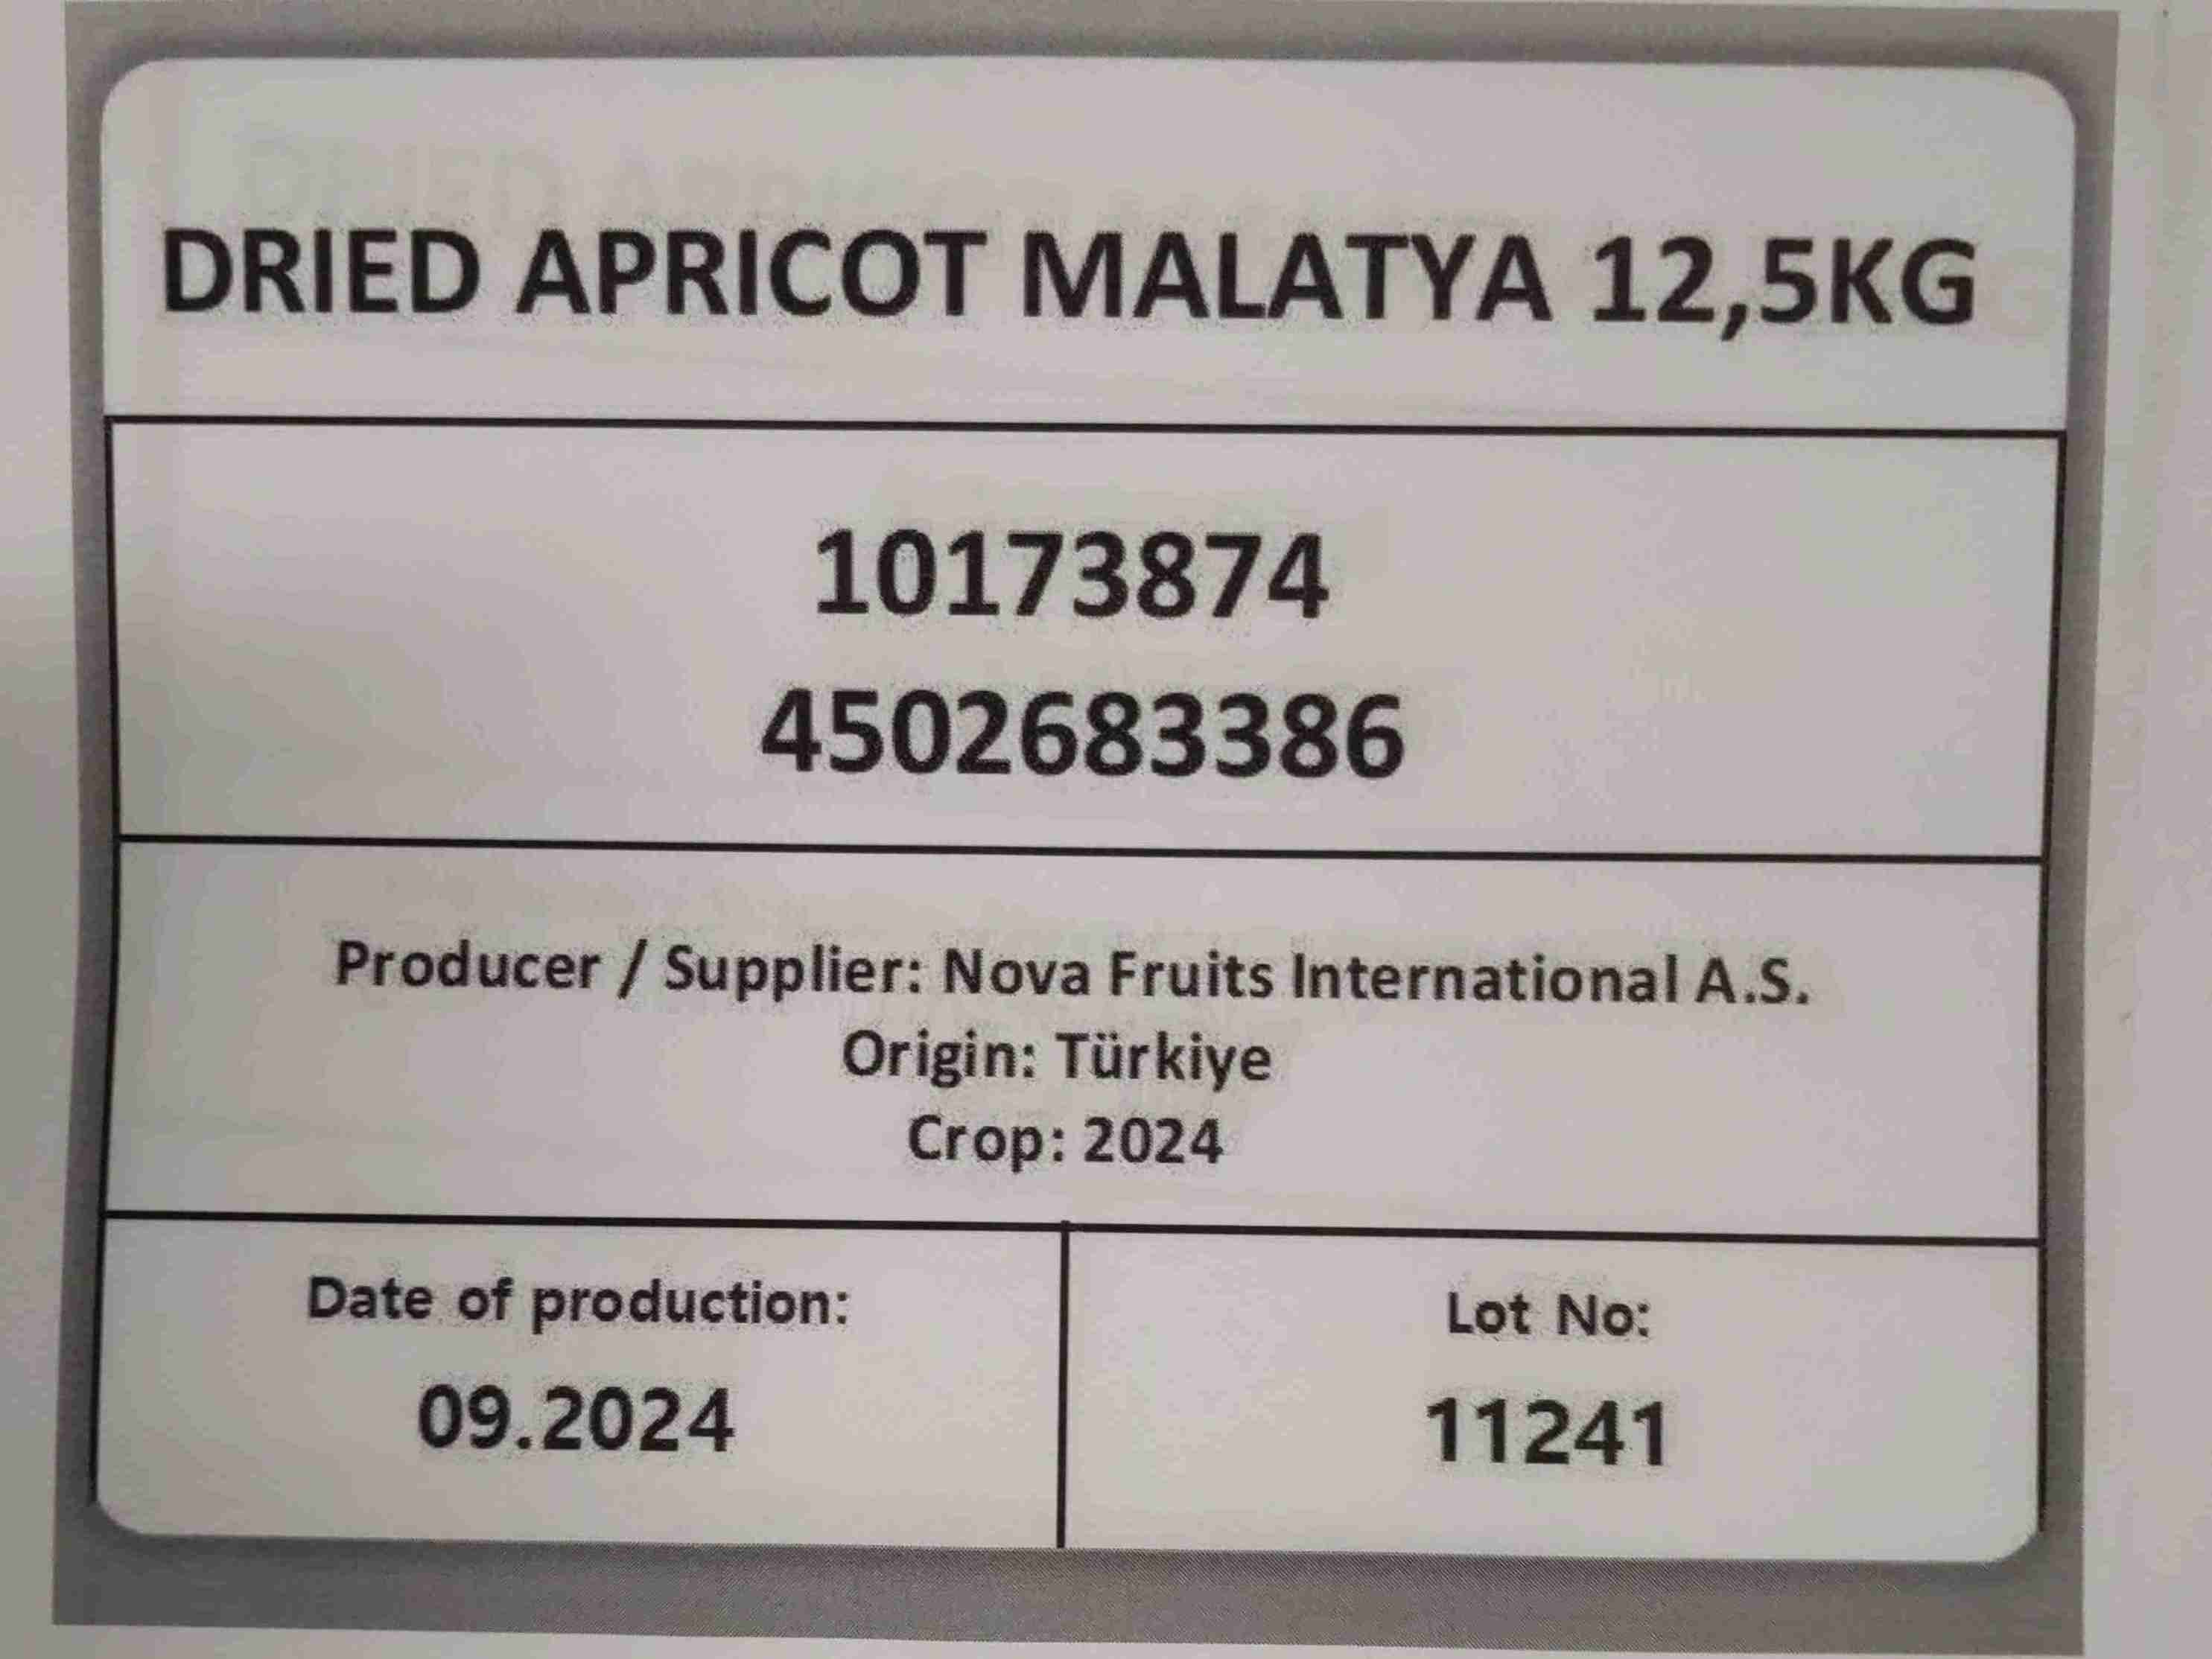 DRIED APRICOT MALATYA 12,5KG
10173874
4502683386
Producer / Supplier: Nova Fruits International A.S.
Origin: Türkiye
Crop: 2024
Date of production:
09.2024
Lot No:
11241